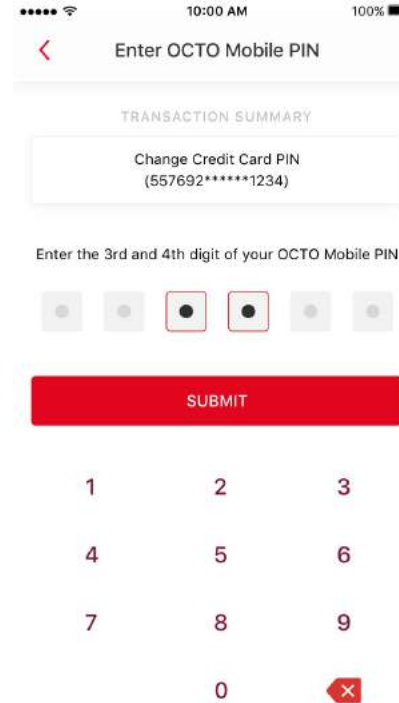 10:00 AM
100%
Enter OCTO Mobile PIN
TRANSACTION SUMMARY
Change Credit Card PIN
(557692******1234)
Enter the 3rd and 4th digit of your OCTO Mobile PIN
SUBMIT
1 2 3
4 5 6
7 8 9
0